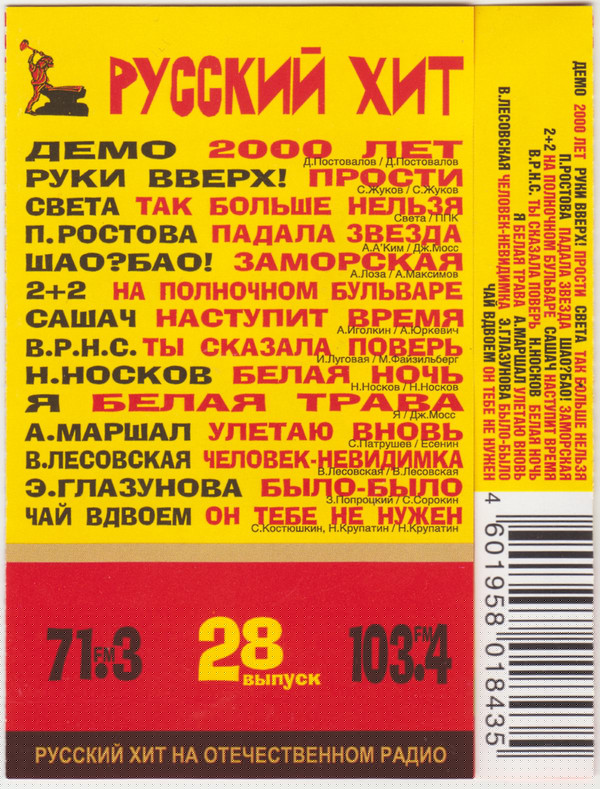 РУССКИЙ ХИТ
ДЕМО 2000 ЛЕТ
Д.Постовалов / Д.Постовалов
РУКИ ВВЕРХ! ПРОСТИ
С.Жуков / С.Жуков
СВЕТА ТАК БОЛЬШЕ НЕЛЬЗЯ
Света / ППК
П.РОСТОВА ПАДАЛА ЗВЕЗДА
А.А'Ким / Дж.Мосс
ШАО?БАО! ЗАМОРСКАЯ
А.Лоза / А.Максимов
2+2 НА ПОЛНОЧНОМ БУЛЬВАРЕ
САШАЧ НАСТУПИТ ВРЕМЯ
А.Иголкин / А.Юркевич
В.Р.Н.С. ТЫ СКАЗАЛА ПОВЕРЬ
И.Луговая / М.Файзильберг
Н.НОСКОВ БЕЛАЯ НОЧЬ
Н.Носков / Н.Носков
Я БЕЛАЯ ТРАВА
Я / Дж.Мосс
А.МАРШАЛ УЛЕТАЮ ВНОВЬ
С.Патрушев / Есенин
В.ЛЕСОВСКАЯ ЧЕЛОВЕК-НЕВИДИМКА
В.Лесовская / В.Лесовская
Э.ГЛАЗУНОВА БЫЛО-БЫЛО
З.Попроцкий / С.Сорокин
ЧАЙ ВДВОЕМ ОН ТЕБЕ НЕ НУЖЕН
С.Костюшкин, Н.Крупатин / Н.Крупатин
71.3 FM
28
выпуск
103.4 FM
РУССКИЙ ХИТ НА ОТЕЧЕСТВЕННОМ РАДИО
ДЕМО 2000 ЛЕТ РУКИ ВВЕРХ! ПРОСТИ СВЕТА ТАК БОЛЬШЕ НЕЛЬЗЯ
П.РОСТОВА ПАДАЛА ЗВЕЗДА ШАО?БАО! ЗАМОРСКАЯ
2+2 НА ПОЛНОЧНОМ БУЛЬВАРЕ САШАЧ НАСТУПИТ ВРЕМЯ
В.Р.Н.С. ТЫ СКАЗАЛА ПОВЕРЬ Н.НОСКОВ БЕЛАЯ НОЧЬ
Я БЕЛАЯ ТРАВА А.МАРШАЛ УЛЕТАЮ ВНОВЬ
В.ЛЕСОВСКАЯ ЧЕЛОВЕК-НЕВИДИМКА Э.ГЛАЗУНОВА БЫЛО-БЫЛО
ЧАЙ ВДВОЕМ ОН ТЕБЕ НЕ НУЖЕН
4 601958 018435